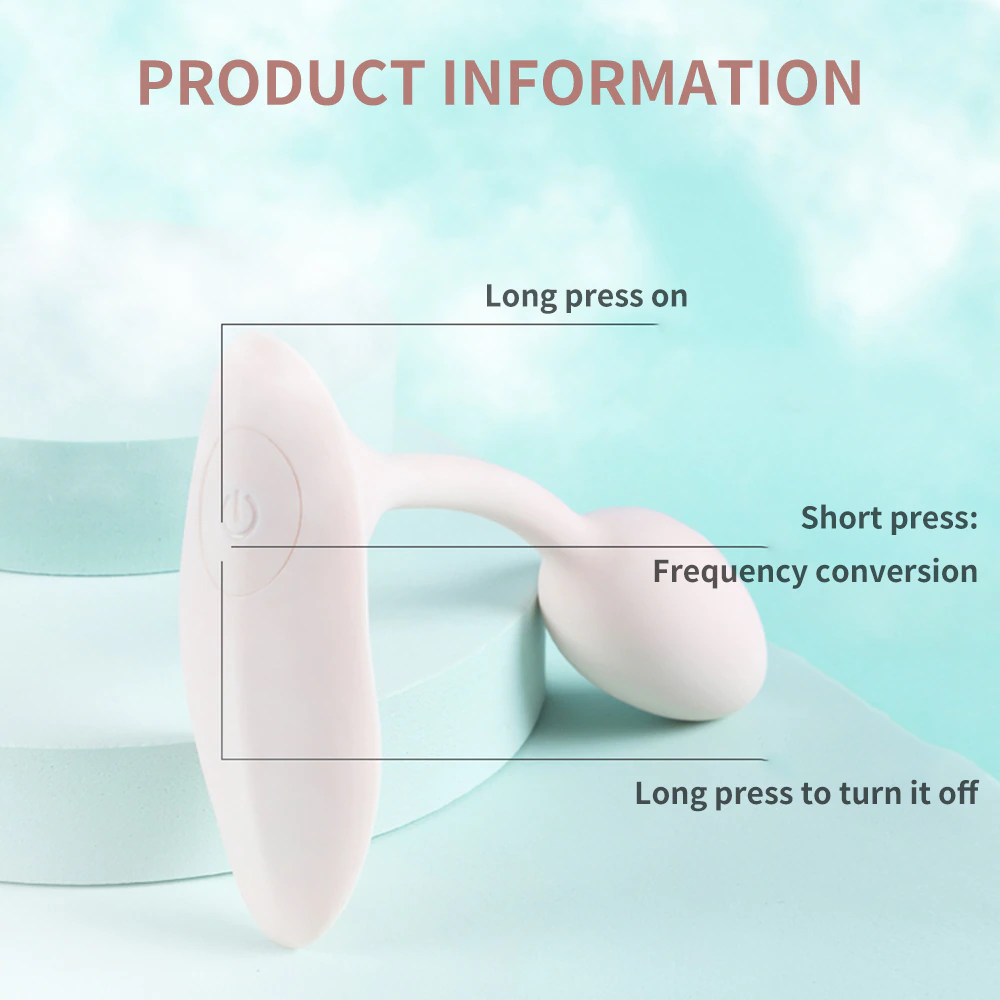 PRODUCT INFORMATION
Long press on
Short press:
Frequency conversion
Long press to turn it off